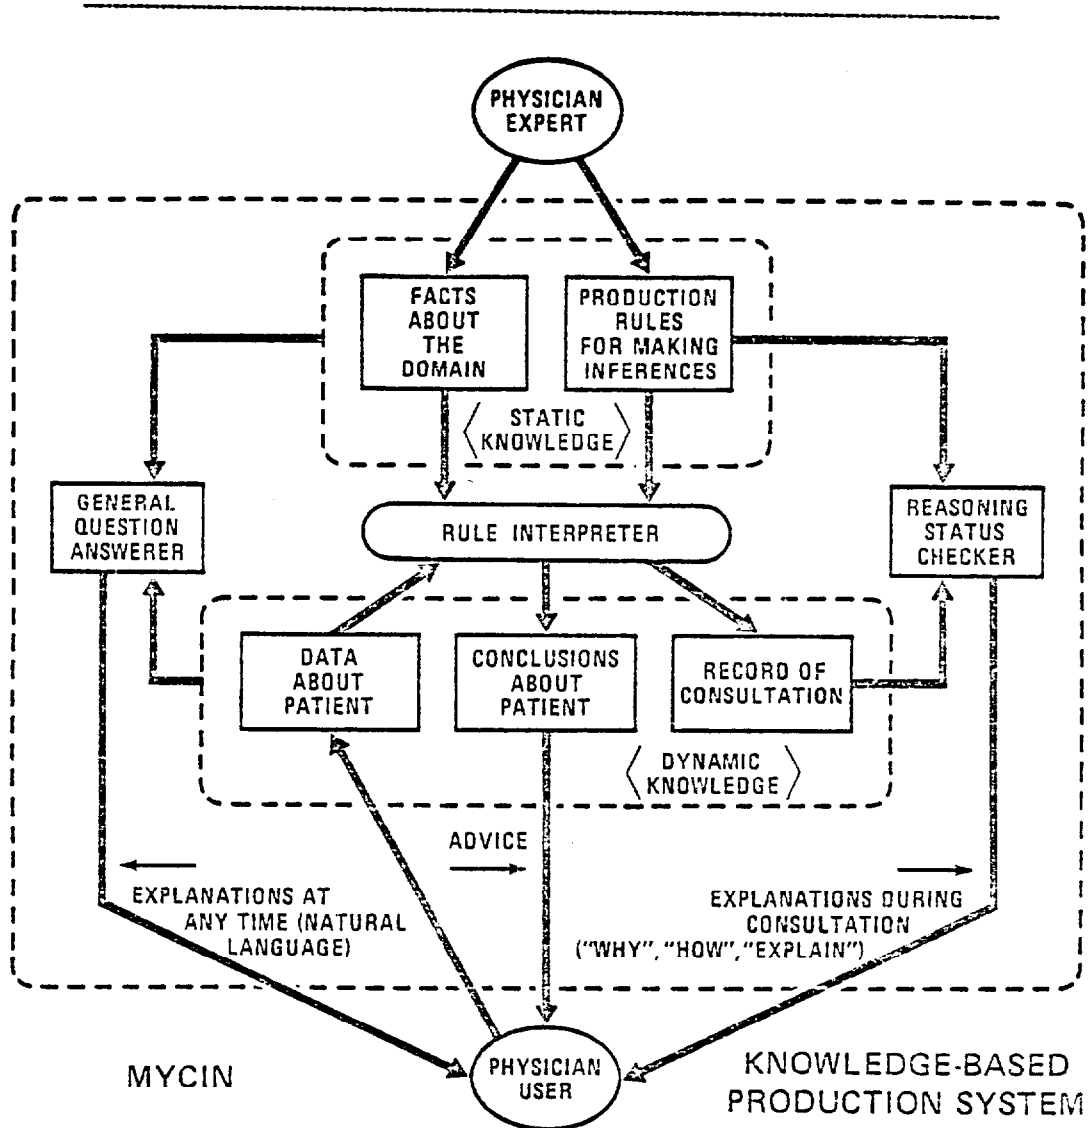 PHYSICIAN
EXPERT
FACTS
ABOUT
THE
DOMAIN
PRODUCTION
RULES
FOR MAKING
INFERENCES
STATIC
KNOWLEDGE
GENERAL
QUESTION
ANSWERER
RULE INTERPRETER
REASONING
STATUS
CHECKER
DATA
ABOUT
PATIENT
CONCLUSIONS
ABOUT
PATIENT
RECORD OF
CONSULTATION
DYNAMIC
KNOWLEDGE
ADVICE
EXPLANATIONS AT
ANY TIME (NATURAL
LANGUAGE)
EXPLANATIONS DURING
CONSULTATION
("WHY", "HOW", "EXPLAIN")
PHYSICIAN
USER
MYCIN
KNOWLEDGE-BASED
PRODUCTION SYSTEM